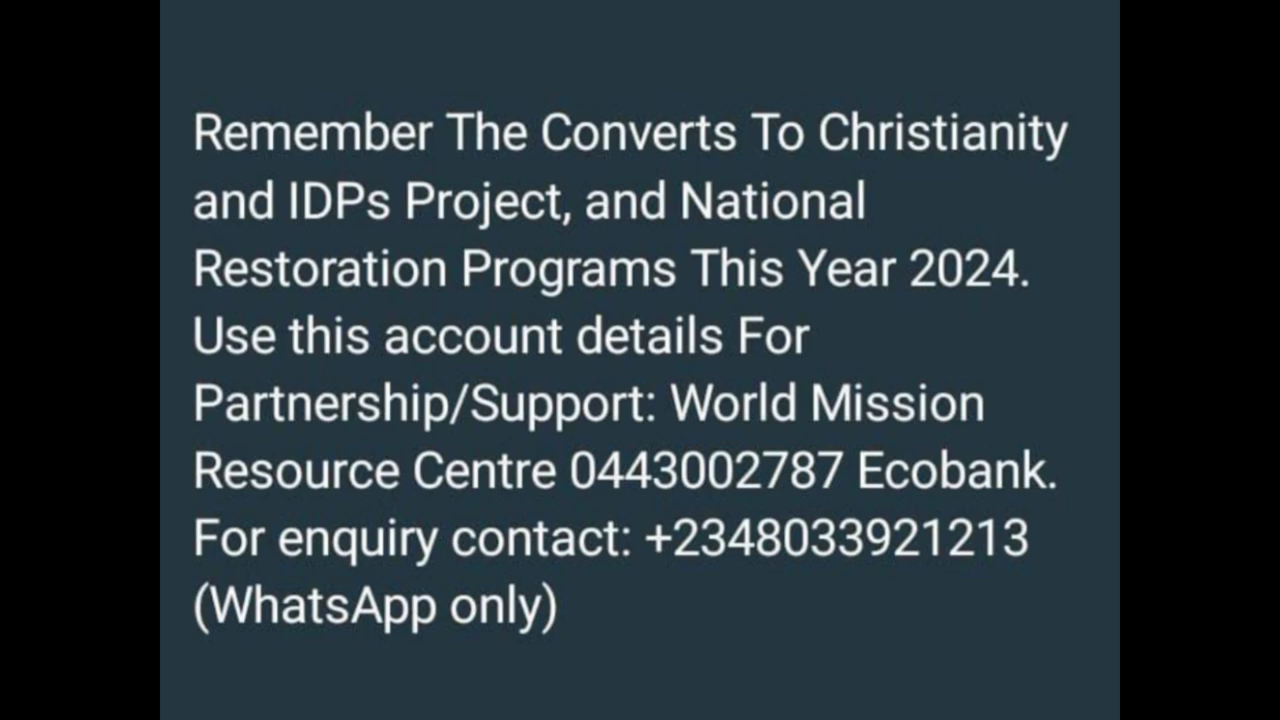 Remember The Converts To Christianity
and IDPs Project, and National
Restoration Programs This Year 2024.
Use this account details For
Partnership/Support: World Mission
Resource Centre 0443002787 Ecobank.
For enquiry contact: +2348033921213
(WhatsApp only)